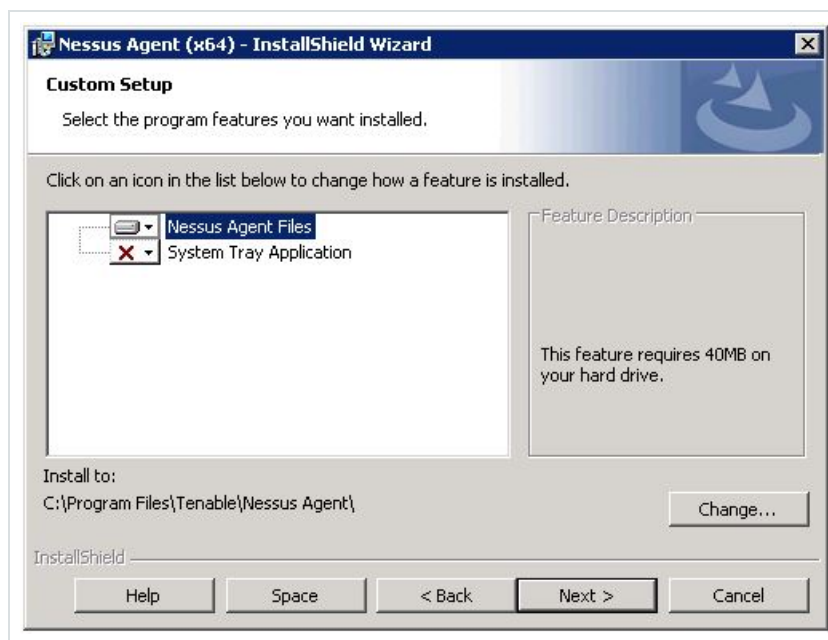 Nessus Agent (x64) - InstallShield Wizard
Custom Setup
Select the program features you want installed.
Click on an icon in the list below to change how a feature is installed.
Nessus Agent Files
System Tray Application
Feature Description
This feature requires 40MB on
your hard drive.
Install to:
C:\Program Files\Tenable\Nessus Agent\
Change...
InstallShield
Help
Space
< Back
Next >
Cancel